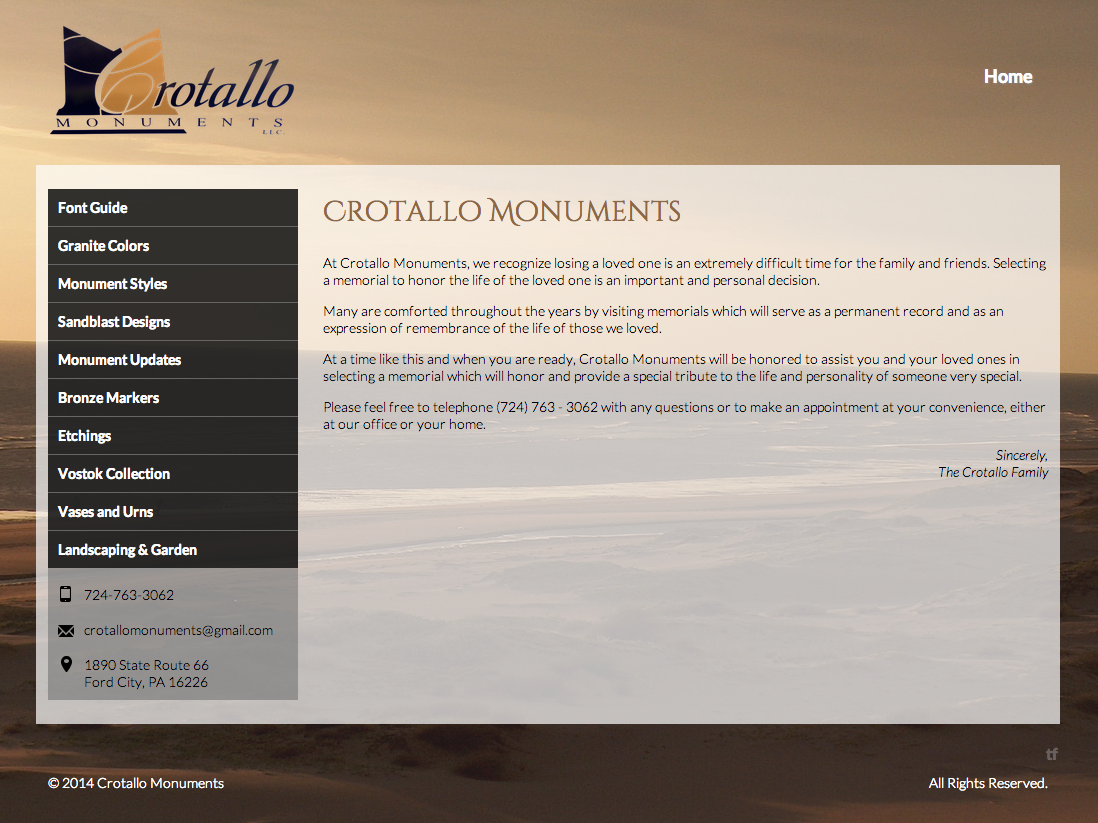 Crotallo
MONUMENTS
LLC.
Home
Font Guide
Granite Colors
Monument Styles
Sandblast Designs
Monument Updates
Bronze Markers
Etchings
Vostok Collection
Vases and Urns
Landscaping & Garden
724-763-3062
crotallomonuments@gmail.com
1890 State Route 66
Ford City, PA 16226
Crotallo Monuments
At Crotallo Monuments, we recognize losing a loved one is an extremely difficult time for the family and friends. Selecting
a memorial to honor the life of the loved one is an important and personal decision.
Many are comforted throughout the years by visiting memorials which will serve as a permanent record and as an
expression of remembrance of the life of those we loved.
At a time like this and when you are ready, Crotallo Monuments will be honored to assist you and your loved ones in
selecting a memorial which will honor and provide a special tribute to the life and personality of someone very special.
Please feel free to telephone (724) 763 - 3062 with any questions or to make an appointment at your convenience, either
at our office or your home.
Sincerely,
The Crotallo Family
tf
© 2014 Crotallo Monuments
All Rights Reserved.